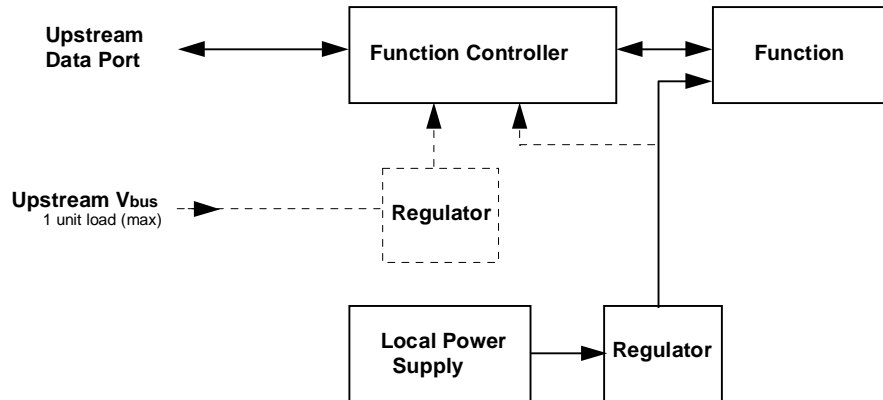 Upstream
Data Port
Function Controller
Function
Upstream Vbus
1 unit load (max)
Regulator
Local Power
Supply
Regulator